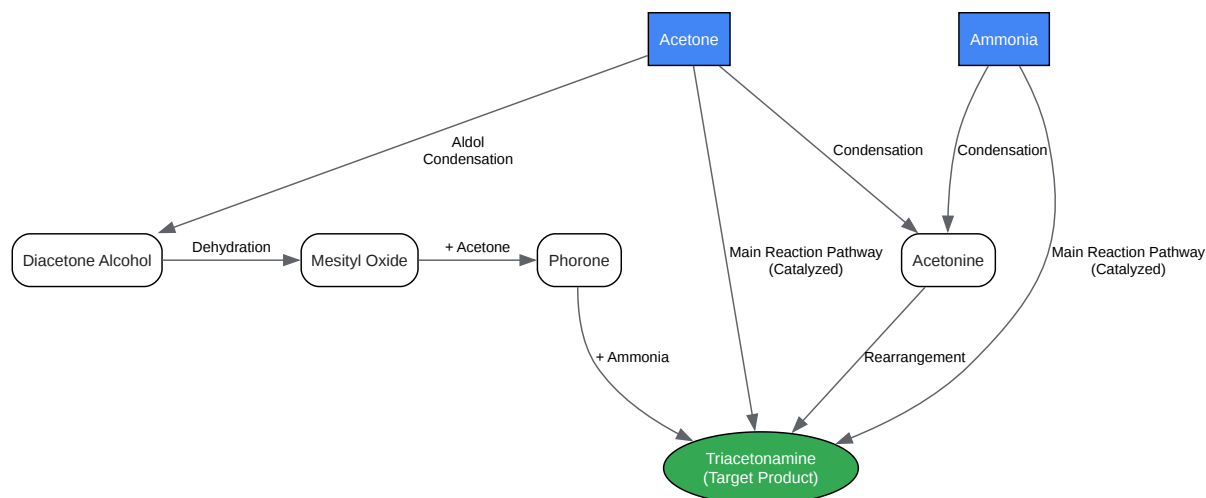 Acetone
Ammonia
Aldol
Condensation
Condensation
Condensation
Diacetone Alcohol
Dehydration
Mesityl Oxide
+ Acetone
Phorone
Main Reaction Pathway
(Catalyzed)
Acetonine
Main Reaction Pathway
(Catalyzed)
+ Ammonia
Rearrangement
Triacetonamine
(Target Product)